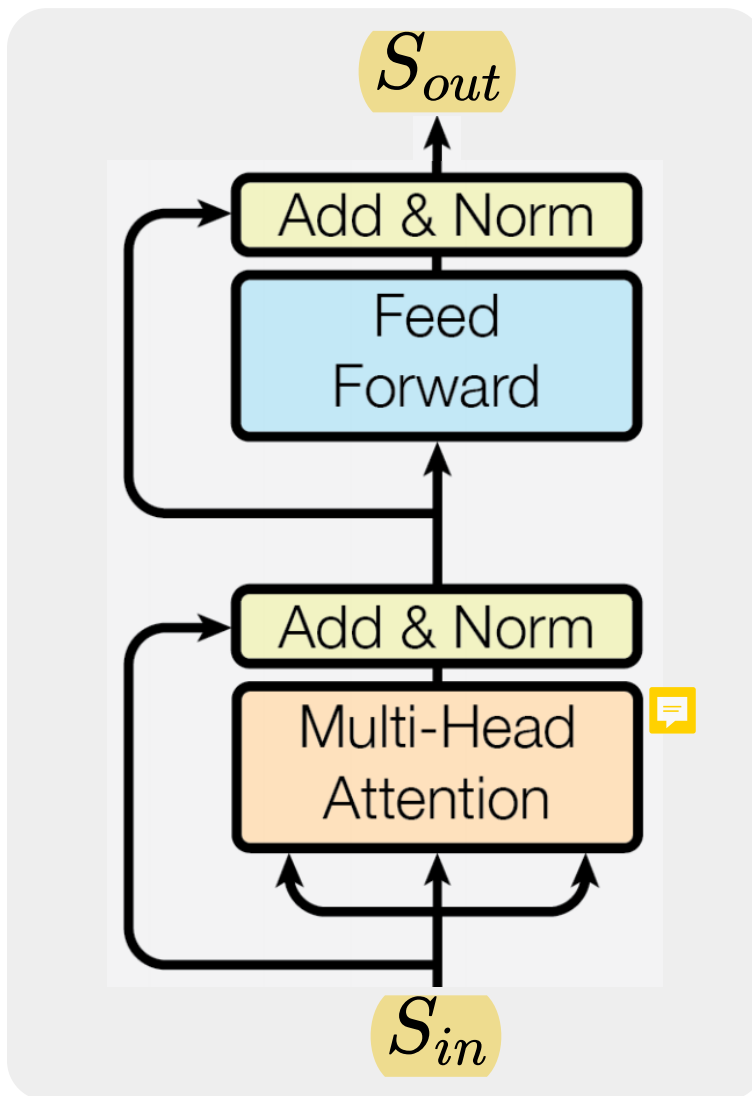 S_out
Add & Norm
Feed
Forward
Add & Norm
Multi-Head
Attention
S_in